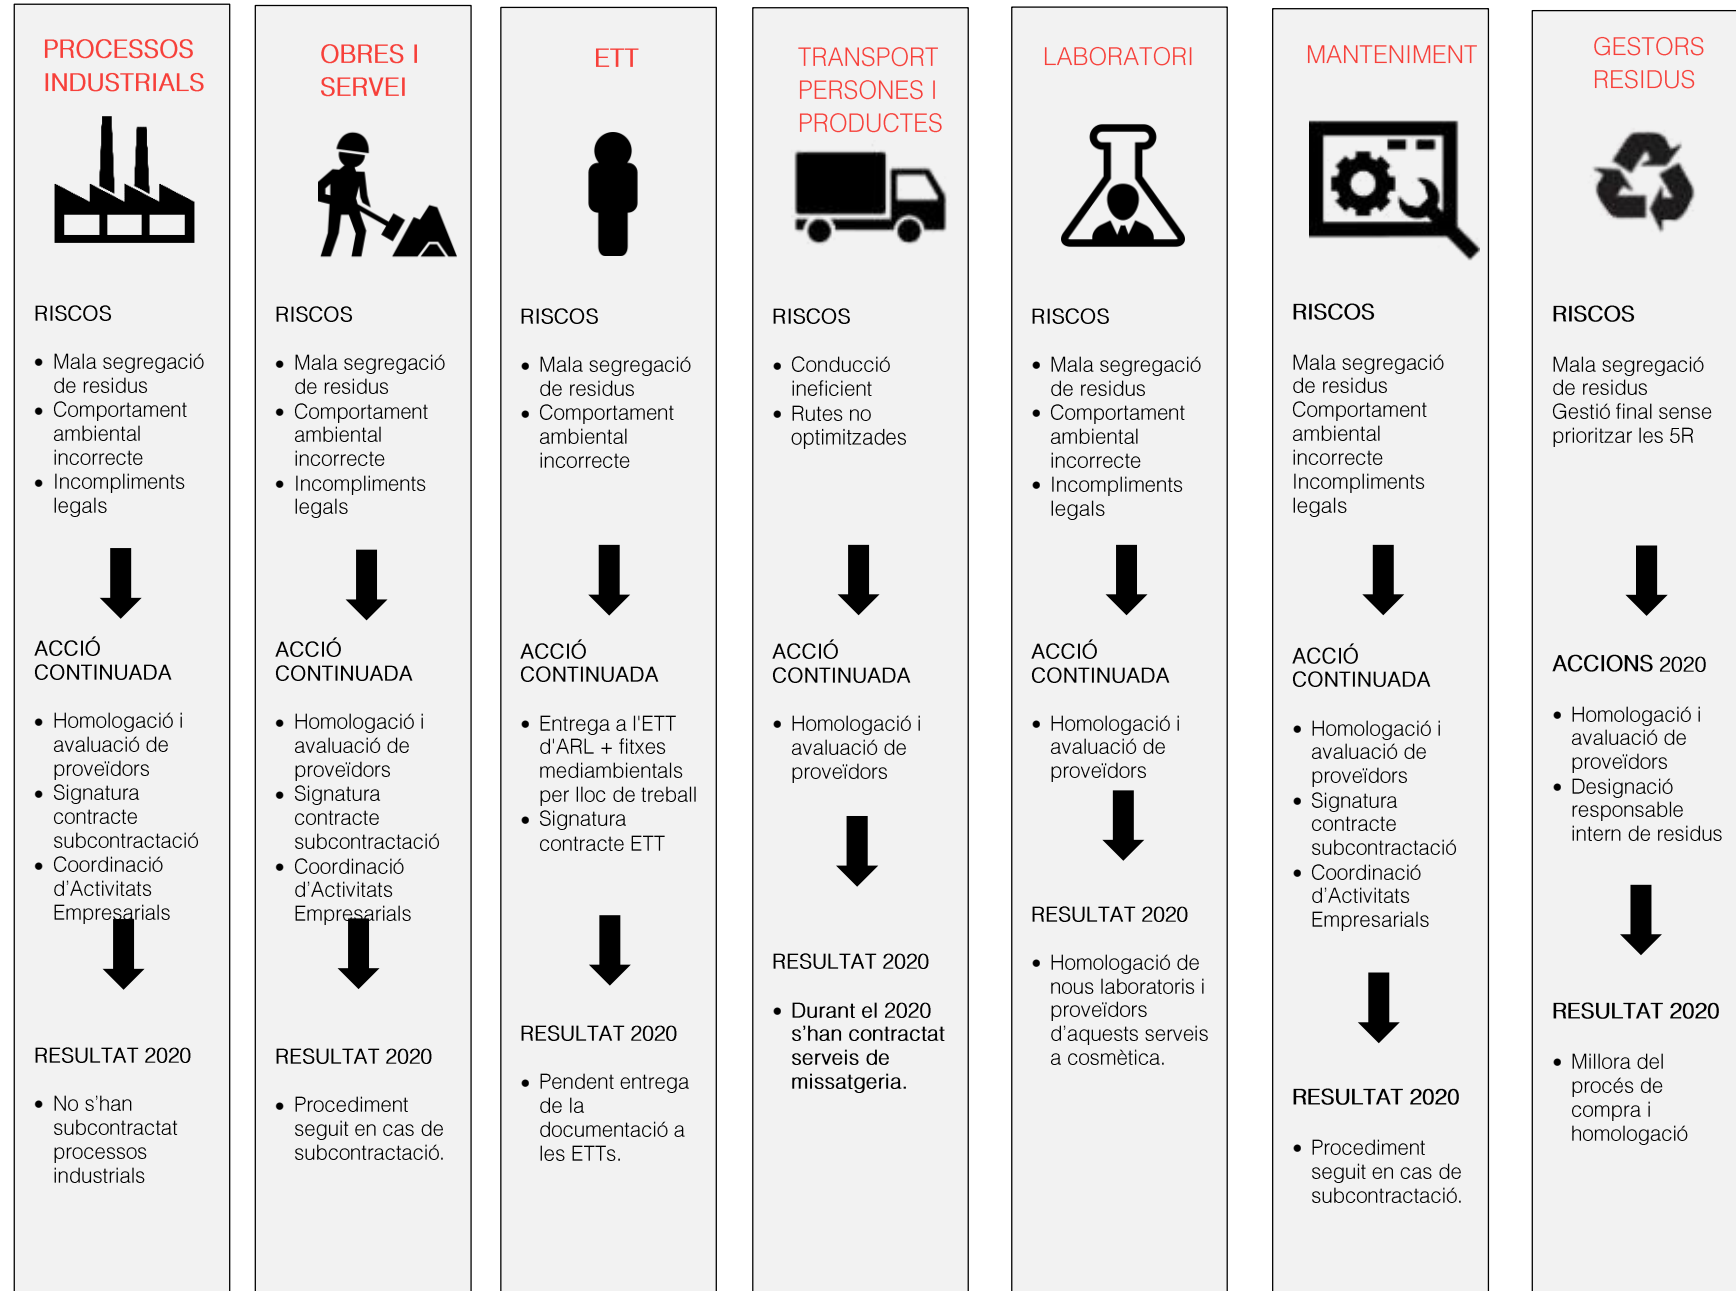 PROCESSOS
INDUSTRIALS
RISCOS
• Mala segregació
de residus
• Comportament
ambiental
incorrecte
• Incompliments
legals
ACCIÓ
CONTINUADA
• Homologació i
avaluació de
proveïdors
• Signatura
contracte
subcontractació
• Coordinació
d'Activitats
Empresarials
RESULTAT 2020
• No s'han
subcontractat
processos
industrials
OBRES I
SERVEI
RISCOS
• Mala segregació
de residus
• Comportament
ambiental
incorrecte
• Incompliments
legals
ACCIÓ
CONTINUADA
• Homologació i
avaluació de
proveïdors
• Signatura
contracte
subcontractació
• Coordinació
d'Activitats
Empresarials
RESULTAT 2020
• Procediment
seguit en cas de
subcontractació.
ETT
RISCOS
• Mala segregació
de residus
• Comportament
ambiental
incorrecte
ACCIÓ
CONTINUADA
• Entrega a l'ETT
d'ARL + fitxes
mediambientals
per lloc de treball
• Signatura
contracte ETT
RESULTAT 2020
• Pendent entrega
de la
documentació a
les ETTs.
TRANSPORT
PERSONES I
PRODUCTES
RISCOS
• Conducció
ineficient
• Rutes no
optimitzades
ACCIÓ
CONTINUADA
• Homologació i
avaluació de
proveïdors
RESULTAT 2020
• Durant el 2020
s'han contractat
serveis de
missatgeria.
LABORATORI
RISCOS
• Mala segregació
de residus
• Comportament
ambiental
incorrecte
• Incompliments
legals
ACCIÓ
CONTINUADA
• Homologació i
avaluació de
proveïdors
RESULTAT 2020
• Homologació de
nous laboratoris i
proveïdors
d'aquests serveis
a cosmètica.
MANTENIMENT
RISCOS
Mala segregació
de residus
Comportament
ambiental
incorrecte
Incompliments
legals
ACCIÓ
CONTINUADA
• Homologació i
avaluació de
proveïdors
• Signatura
contracte
subcontractació
• Coordinació
d'Activitats
Empresarials
RESULTAT 2020
• Procediment
seguit en cas de
subcontractació.
GESTORS
RESIDUS
RISCOS
Mala segregació
de residus
Gestió final sense
prioritzar les 5R
ACCIONS 2020
• Homologació i
avaluació de
proveïdors
• Designació
responsable
intern de residus
RESULTAT 2020
• Millora del
procés de
compra i
homologació